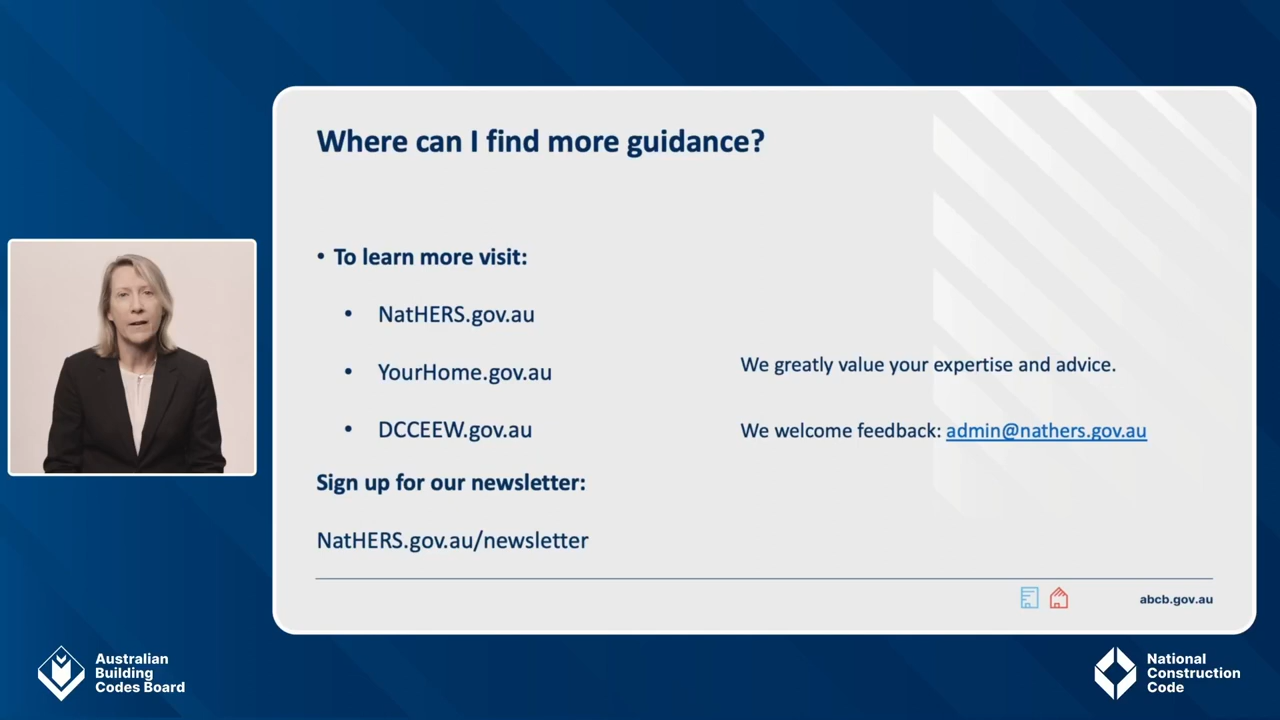 Where can I find more guidance?
• To learn more visit:
• NatHERS.gov.au
• YourHome.gov.au
• DCCEEW.gov.au
Sign up for our newsletter:
NatHERS.gov.au/newsletter
We greatly value your expertise and advice.
We welcome feedback: admin@nathers.gov.au
abcb.gov.au
Australian
Building
Codes Board
National
Construction
Code